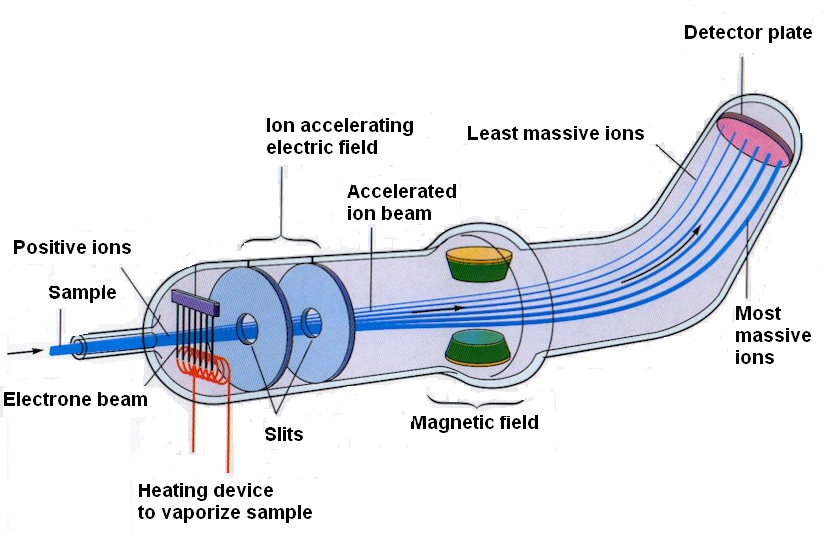 Detector plate
Ion accelerating
electric field
Least massive ions
Accelerated
ion beam
Positive ions
Sample
Most
massive
ions
Electrone beam
Magnetic field
Slits
Heating device
to vaporize sample